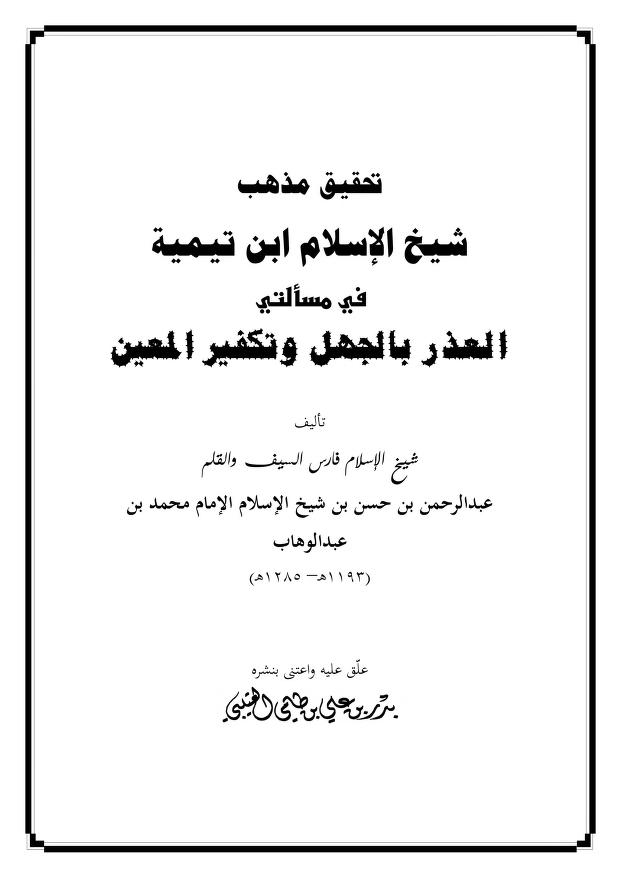 تحقيق مذهب
شيخ الإسلام ابن تيمية
في مسألتي
العذر بالجهل وتكفير المعين
تأليف
شيخ الإسلام فارس السيف والقلم
عبدالرحمن بن حسن بن شيخ الإسلام الإمام محمد بن
عبدالوهاب
(١١٩٣هـ– ١٢٨٥هـ)
علّق عليه واعتنى بنشره
بدر بن علي بن طامي العتيبي